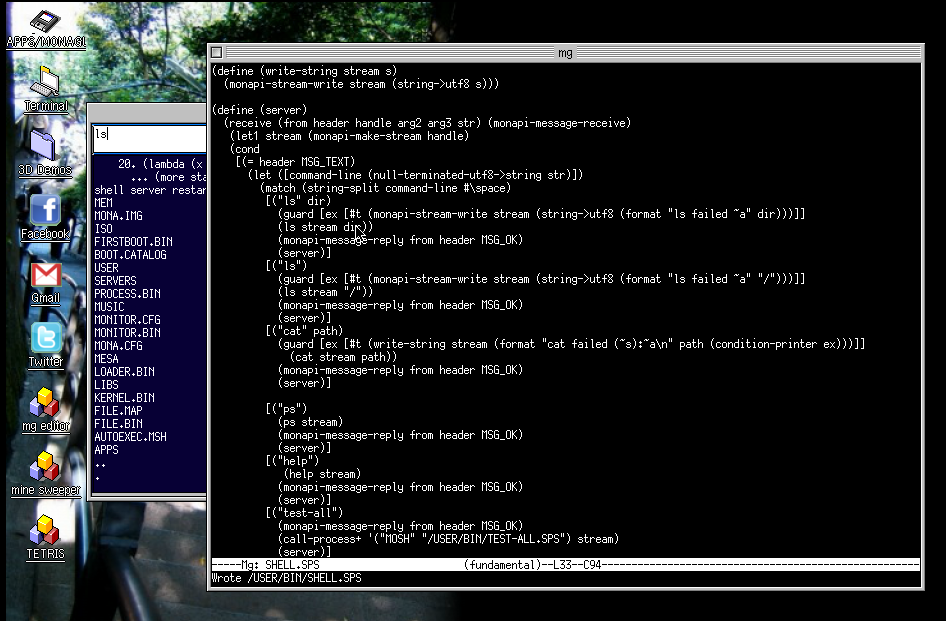 APPS/MONAGL
Terminal
3D Demos
Facebook
Gmail
Twitter
mg editor
mine sweeper
TETRIS
ls
20. (lambda (x
... (more sta
shell server restar
MEM
MONA.IMG
ISO
FIRSTBOOT.BIN
BOOT.CATALOG
USER
SERVERS
PROCESS.BIN
MUSIC
MONITOR.CFG
MONITOR.BIN
MONA.CFG
MESA
LOADER.BIN
LIBS
KERNEL.BIN
FILE.MAP
FILE.BIN
AUTOEXEC.MSH
APPS
..
.
mg
(define (write-string stream s)
(monapi-stream-write stream (string->utf8 s)))
(define (server)
(receive (from header handle arg2 arg3 str) (monapi-message-receive)
(let1 stream (monapi-make-stream handle)
(cond
[(= header MSG_TEXT)
(let ([command-line (null-terminated-utf8->string str)])
(match (string-split command-line #\space)
[("ls" dir)
(guard [ex [#t (monapi-stream-write stream (string->utf8 (format "ls failed ~a" dir)))]]
(ls stream dir))
(monapi-message-reply from header MSG_OK)
(server)]
[("ls")
(guard [ex [#t (monapi-stream-write stream (string->utf8 (format "ls failed ~a" "/")))]]
(ls stream "/"))
(monapi-message-reply from header MSG_OK)
(server)]
[("cat" path)
(guard [ex [#t (write-string stream (format "cat failed (~s):~a\n" path (condition-printer ex)))]]
(cat stream path))
(monapi-message-reply from header MSG_OK)
(server)]
[("ps")
(ps stream)
(monapi-message-reply from header MSG_OK)
(server)]
[("help")
(help stream)
(monapi-message-reply from header MSG_OK)
(server)]
[("test-all")
(monapi-message-reply from header MSG_OK)
(call-process+ '("MOSH" "/USER/BIN/TEST-ALL.SPS") stream)
(server)]
-----Mg: SHELL.SPS                        (fundamental)--L33--C94-----------------------------------------------------
Wrote /USER/BIN/SHELL.SPS